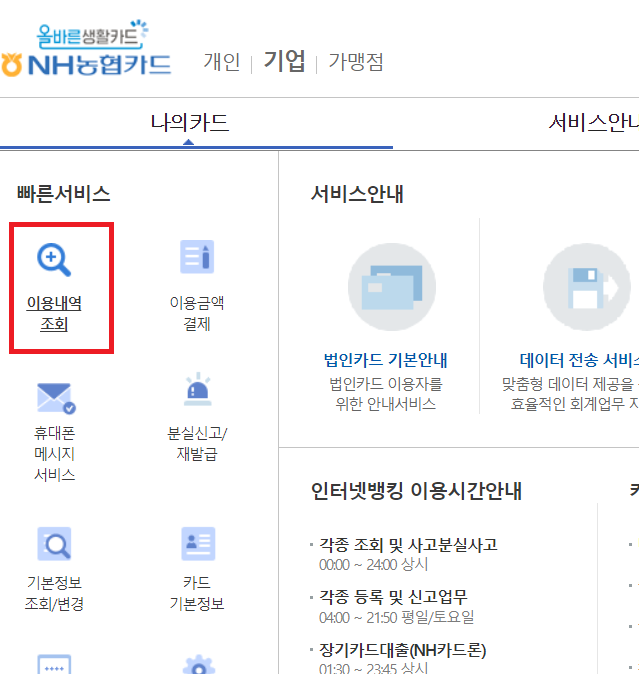 올바른생활카드
NH농협카드
개인 | 기업 | 가맹점
나의카드
서비스안
빠른서비스
이용내역
조회
이용금액
결제
휴대폰
메시지
서비스
분실신고/
재발급
기본정보
조회/변경
카드
기본정보
서비스안내
법인카드 기본안내
법인카드 이용자를
위한 안내서비스
데이터 전송 서비
맞춤형 데이터 제공을
효율적인 회계업무
인터넷뱅킹 이용시간안내
각종 조회 및 사고분실사고
00:00 ~ 24:00 상시
각종 등록 및 신고업무
04:00 ~ 21:50 평일/토요일
장기카드대출(NH카드론)
01:30 ~ 23:45 상시